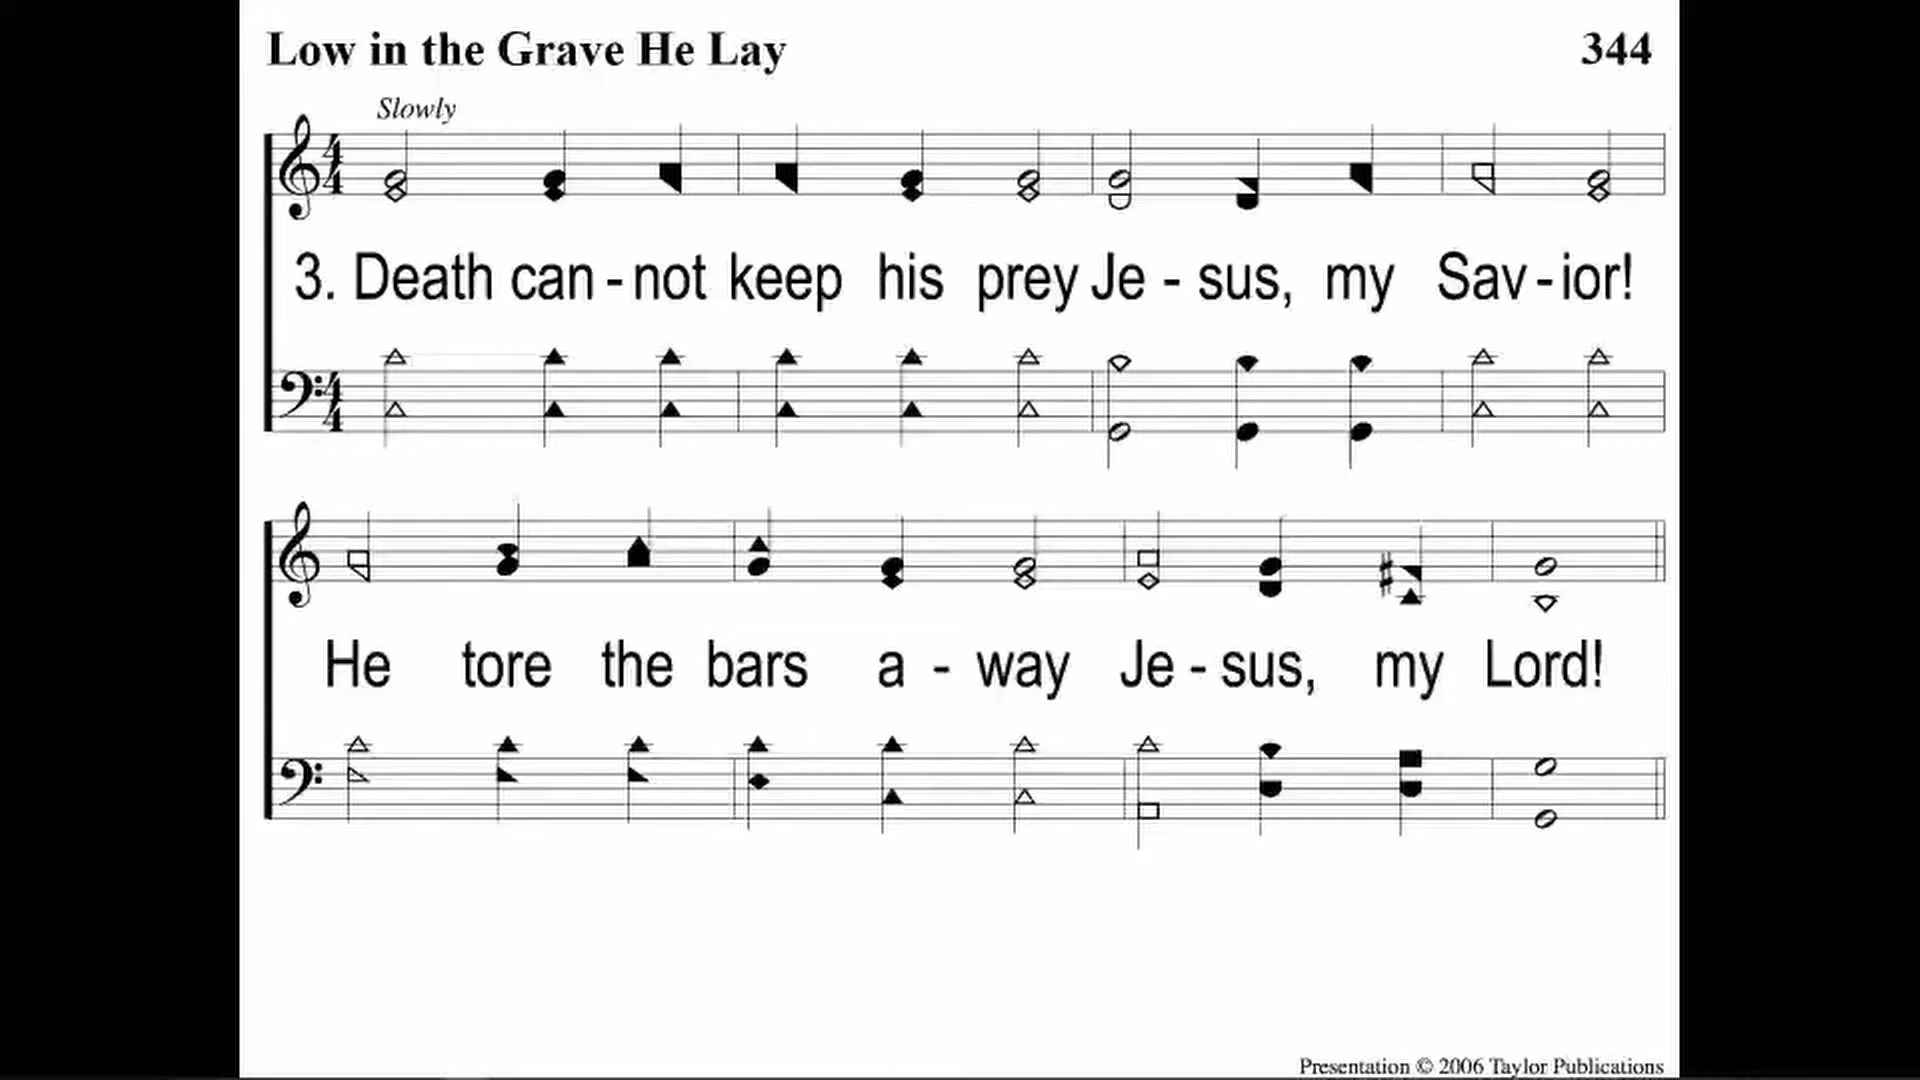 Low in the Grave He Lay 344
Slowly
3. Death can - not keep his prey Je - sus, my Sav - ior!
He tore the bars a - way Je - sus, my Lord!
Presentation © 2006 Taylor Publications